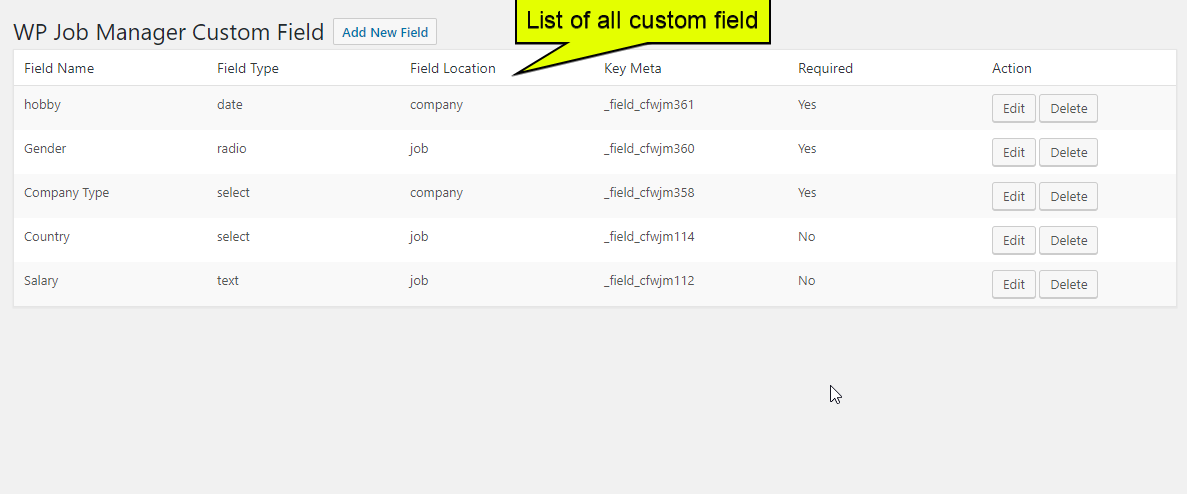 List of all custom field
WP Job Manager Custom Field Add New Field
Field Name Field Type Field Location Key Meta Required Action
hobby date company _field_cfwjm361 Yes Edit Delete
Gender radio job _field_cfwjm360 Yes Edit Delete
Company Type select company _field_cfwjm358 Yes Edit Delete
Country select job _field_cfwjm114 No Edit Delete
Salary text job _field_cfwjm112 No Edit Delete